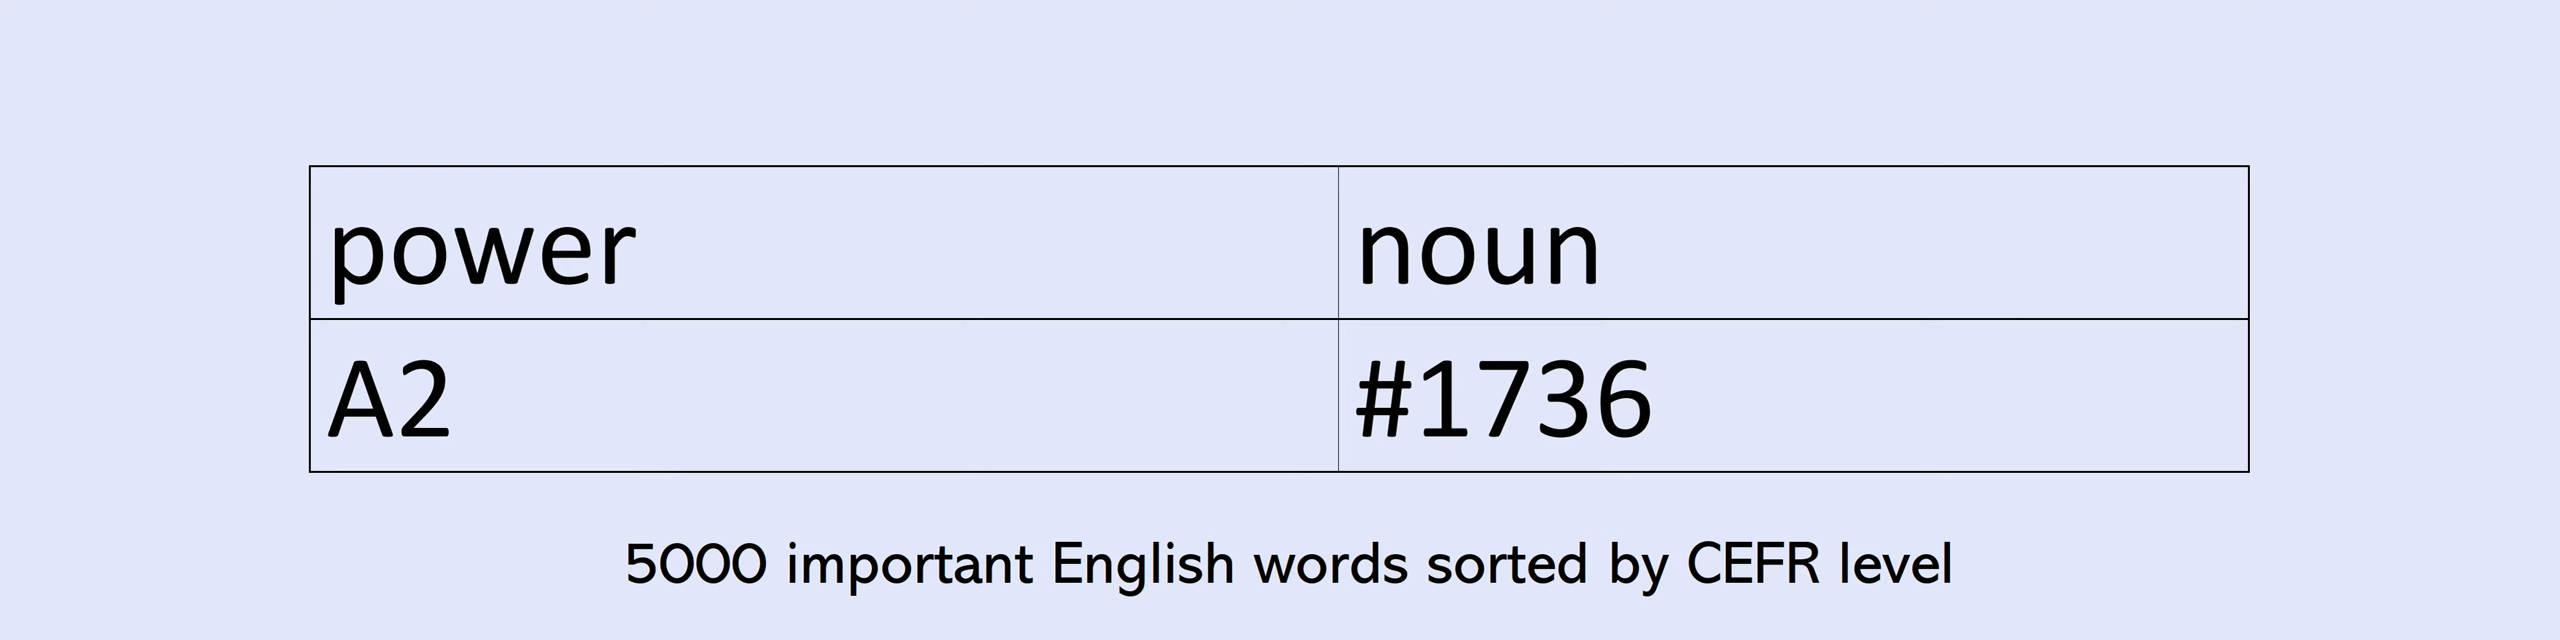 power noun
A2 #1736
5000 important English words sorted by CEFR level